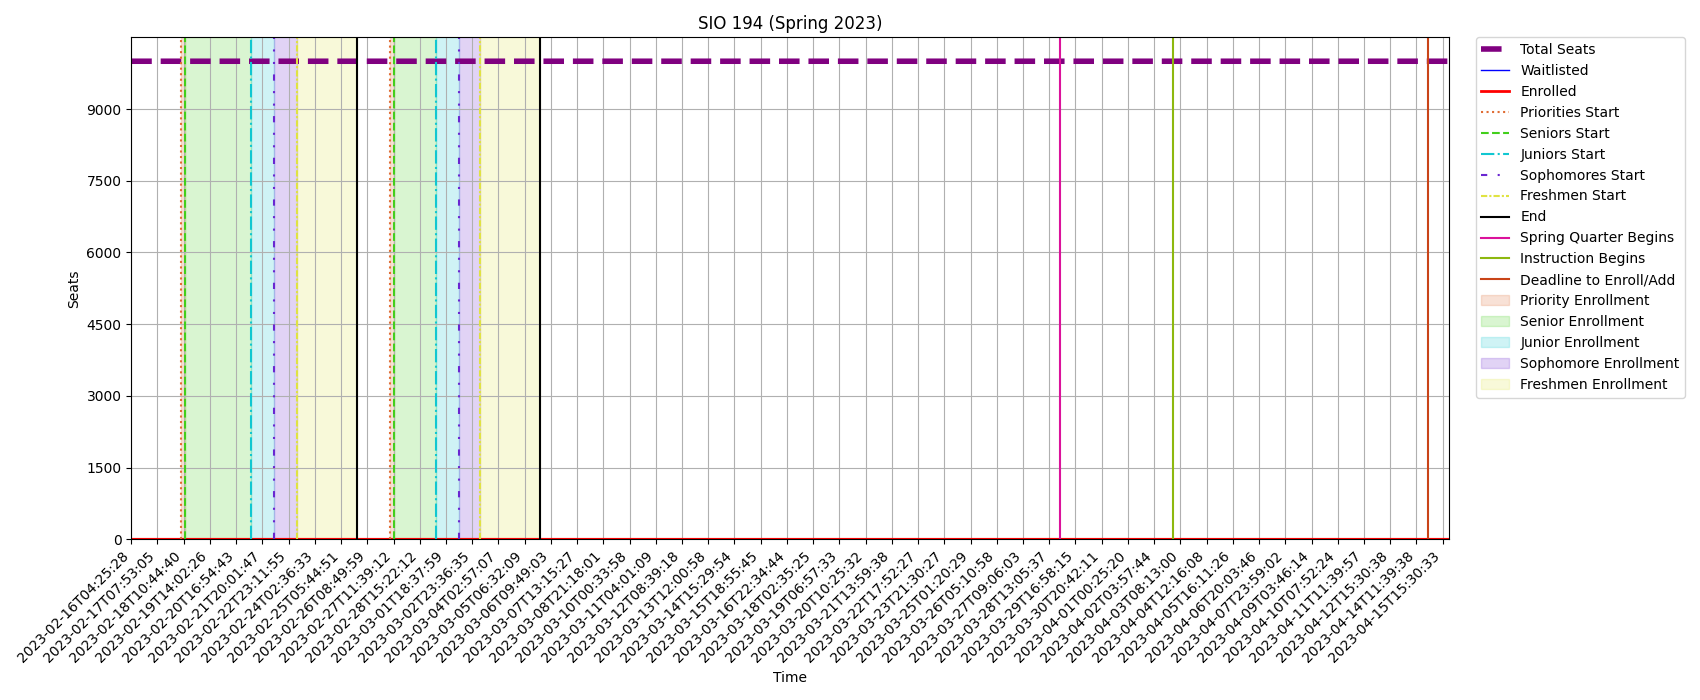 SIO 194 (Spring 2023)
Seats
9000
7500
6000
4500
3000
1500
0
2023-02-16T04:25:28
2023-02-17T07:53:05
2023-02-18T10:44:40
2023-02-19T14:02:26
2023-02-20T16:54:43
2023-02-21T20:01:47
2023-02-22T23:11:55
2023-02-24T02:36:33
2023-02-25T05:44:51
2023-02-26T08:49:59
2023-02-27T11:39:12
2023-02-28T15:22:12
2023-03-01T18:37:59
2023-03-02T23:36:35
2023-03-04T02:57:07
2023-03-05T06:32:09
2023-03-06T09:49:03
2023-03-07T13:15:27
2023-03-08T21:18:01
2023-03-10T00:33:58
2023-03-11T04:01:09
2023-03-12T08:39:18
2023-03-13T12:00:58
2023-03-14T15:29:54
2023-03-15T18:55:45
2023-03-16T22:34:44
2023-03-18T02:35:25
2023-03-19T06:57:33
2023-03-20T10:25:32
2023-03-21T13:59:38
2023-03-22T17:52:27
2023-03-23T21:30:27
2023-03-25T01:20:29
2023-03-26T05:10:58
2023-03-27T09:06:03
2023-03-28T13:05:37
2023-03-29T16:58:15
2023-03-30T20:42:11
2023-04-01T00:25:20
2023-04-02T03:57:44
2023-04-03T08:13:00
2023-04-04T12:16:08
2023-04-05T16:11:26
2023-04-06T20:03:46
2023-04-07T23:59:02
2023-04-09T03:46:14
2023-04-10T07:52:24
2023-04-11T11:39:57
2023-04-12T15:30:38
2023-04-14T11:39:38
2023-04-15T15:30:33
Time
Total Seats
Waitlisted
Enrolled
Priorities Start
Seniors Start
Juniors Start
Sophomores Start
Freshmen Start
End
Spring Quarter Begins
Instruction Begins
Deadline to Enroll/Add
Priority Enrollment
Senior Enrollment
Junior Enrollment
Sophomore Enrollment
Freshmen Enrollment